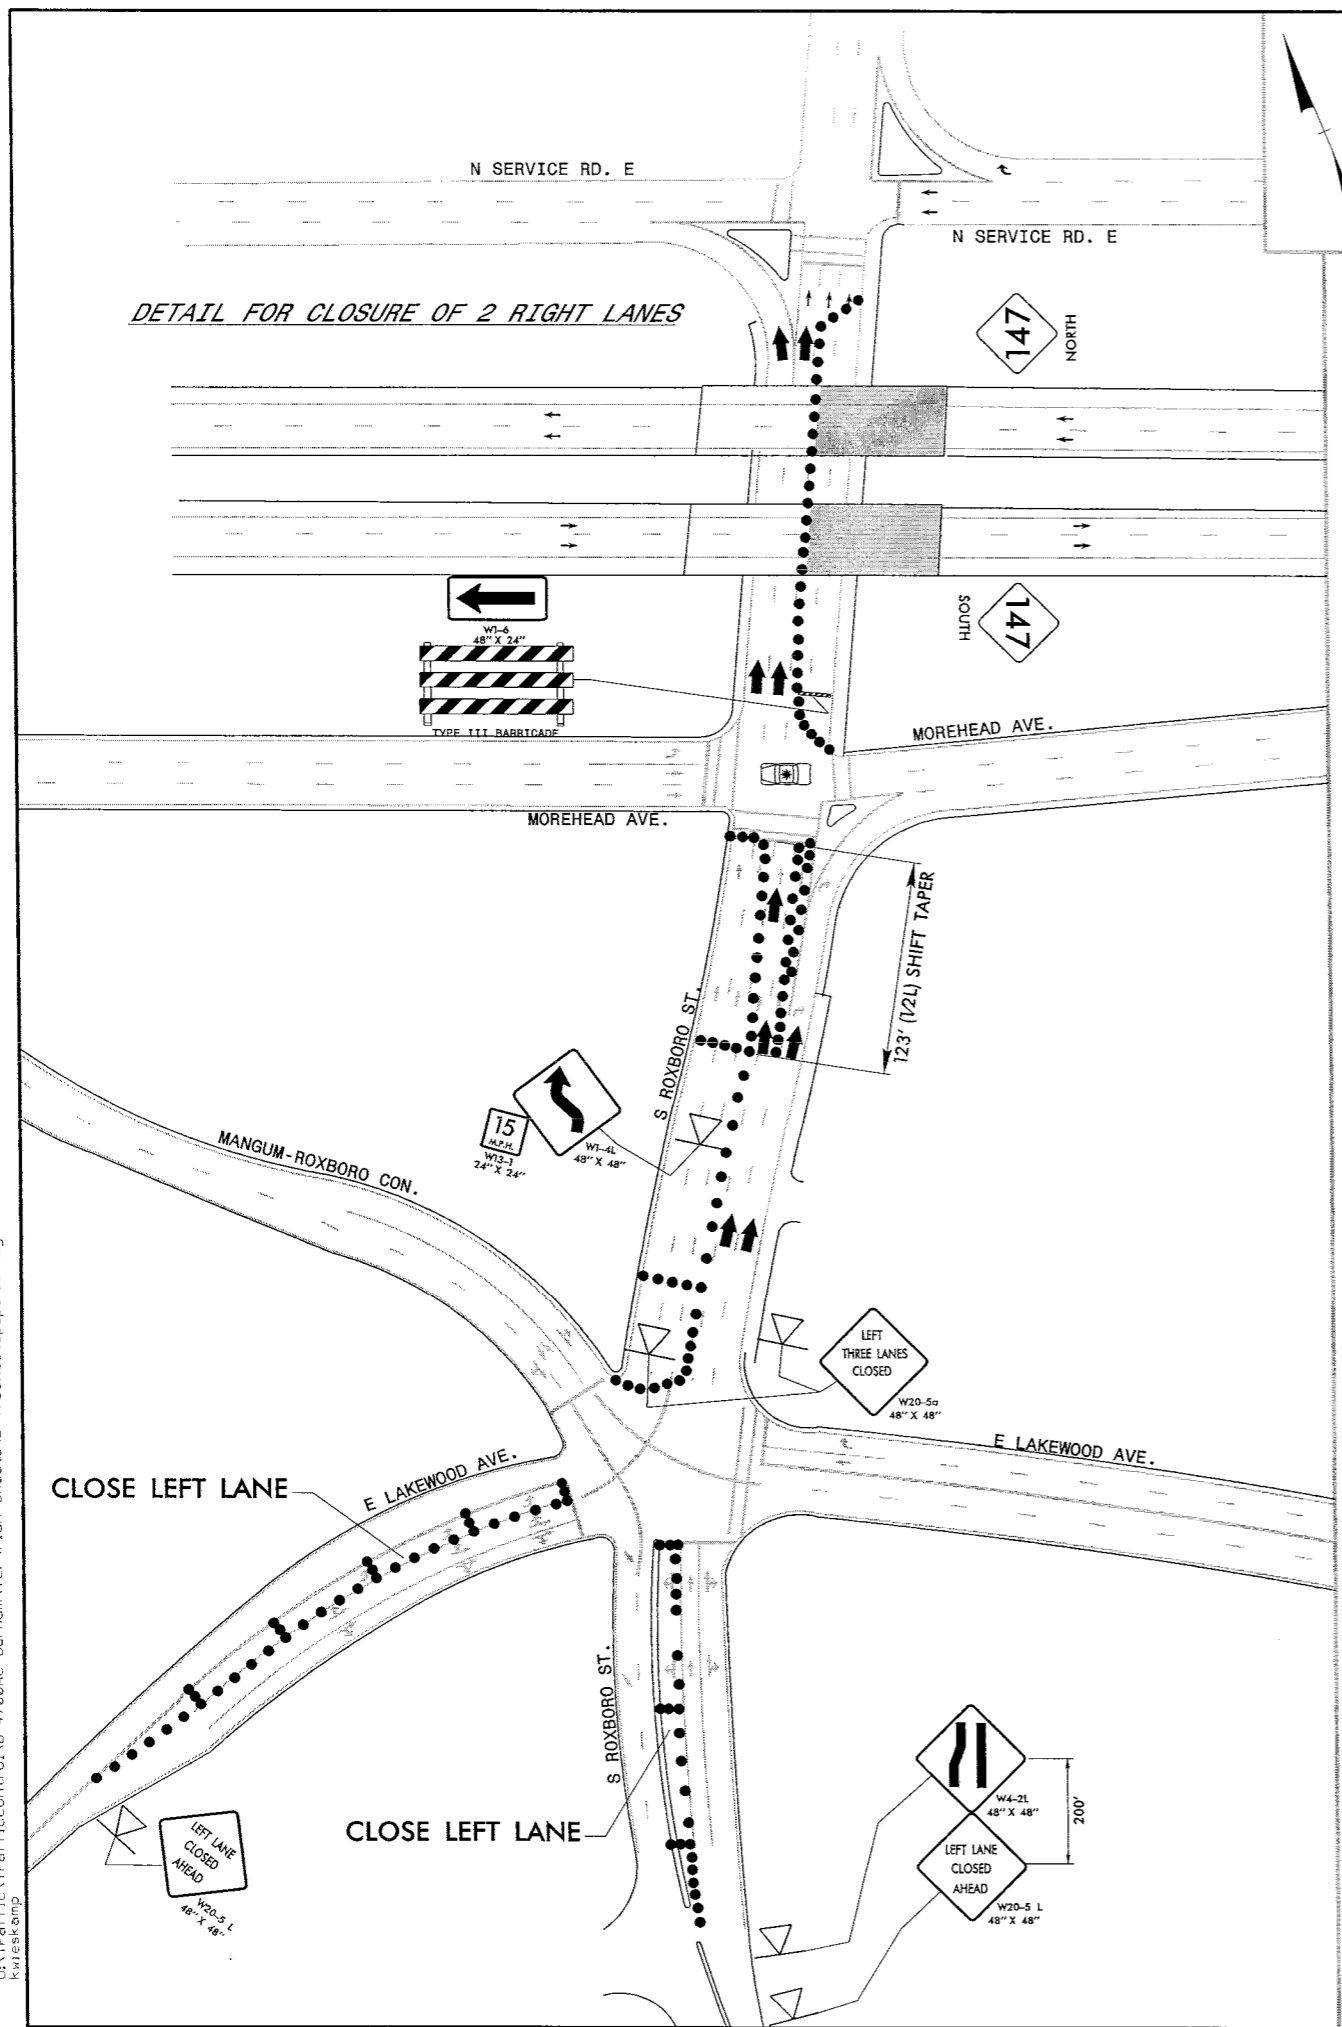 N SERVICE RD. E
N SERVICE RD. E
DETAIL FOR CLOSURE OF 2 RIGHT LANES
147
NORTH
W1-6
48" X 24"
TYPE III BARRICADE
SOUTH
147
MOREHEAD AVE.
MOREHEAD AVE.
123' (1/2L) SHIFT TAPER
S ROXBORO ST.
15
M.P.H.
W13-1
24" X 24"
W1-4L
48" X 48"
MANGUM-ROXBORO CON.
LEFT
THREE LANES
CLOSED
W20-5a
48" X 48"
E LAKEWOOD AVE.
E LAKEWOOD AVE.
CLOSE LEFT LANE
S ROXBORO ST.
CLOSE LEFT LANE
W4-2L
48" X 48"
200'
LEFT LANE
CLOSED
AHEAD
W20-5 L
48" X 48"
LEFT LANE
CLOSED
AHEAD
W20-5 L
48" X 48"
kwieskamp